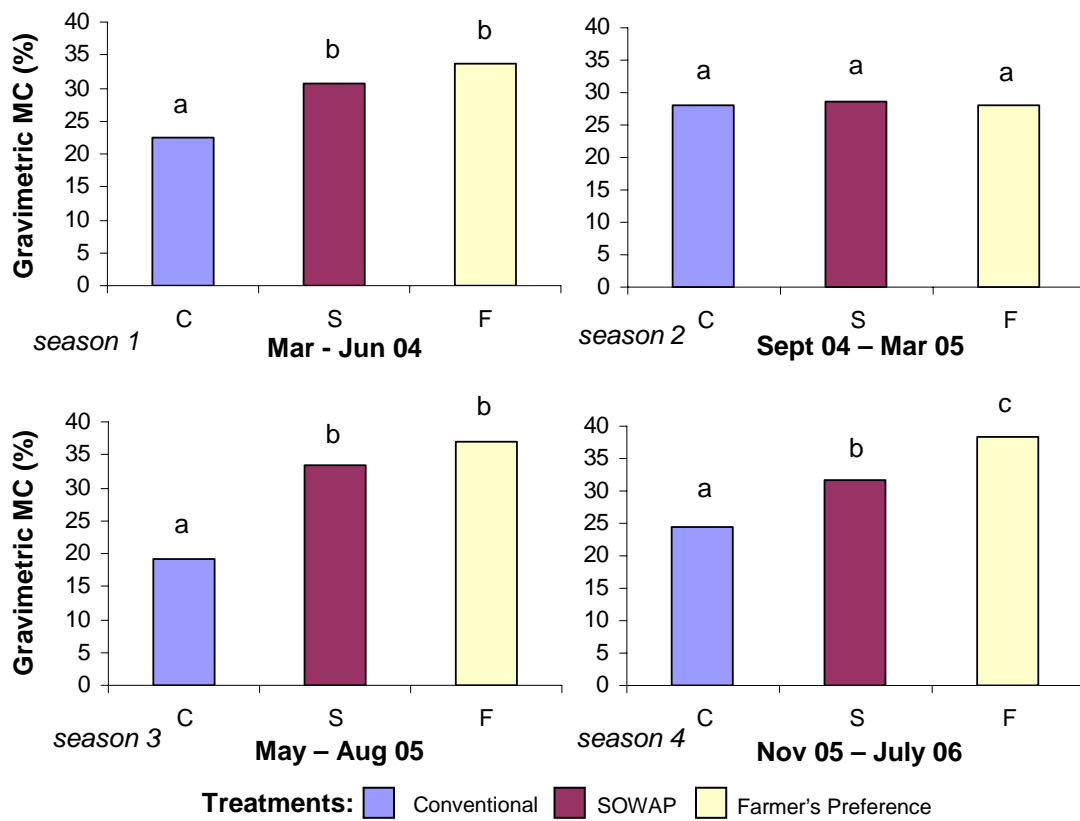 Gravimetric MC (%)
40
35
30
25
20
15
10
5
0
a
b
b
C
S
F
season 1
Mar - Jun 04
40
35
30
25
20
15
10
5
0
a
a
a
C
S
F
season 2
Sept 04 – Mar 05
Gravimetric MC (%)
40
35
30
25
20
15
10
5
0
a
b
b
C
S
F
season 3
May – Aug 05
40
35
30
25
20
15
10
5
0
a
b
c
C
S
F
season 4
Nov 05 – July 06
Treatments: Conventional SOWAP Farmer's Preference